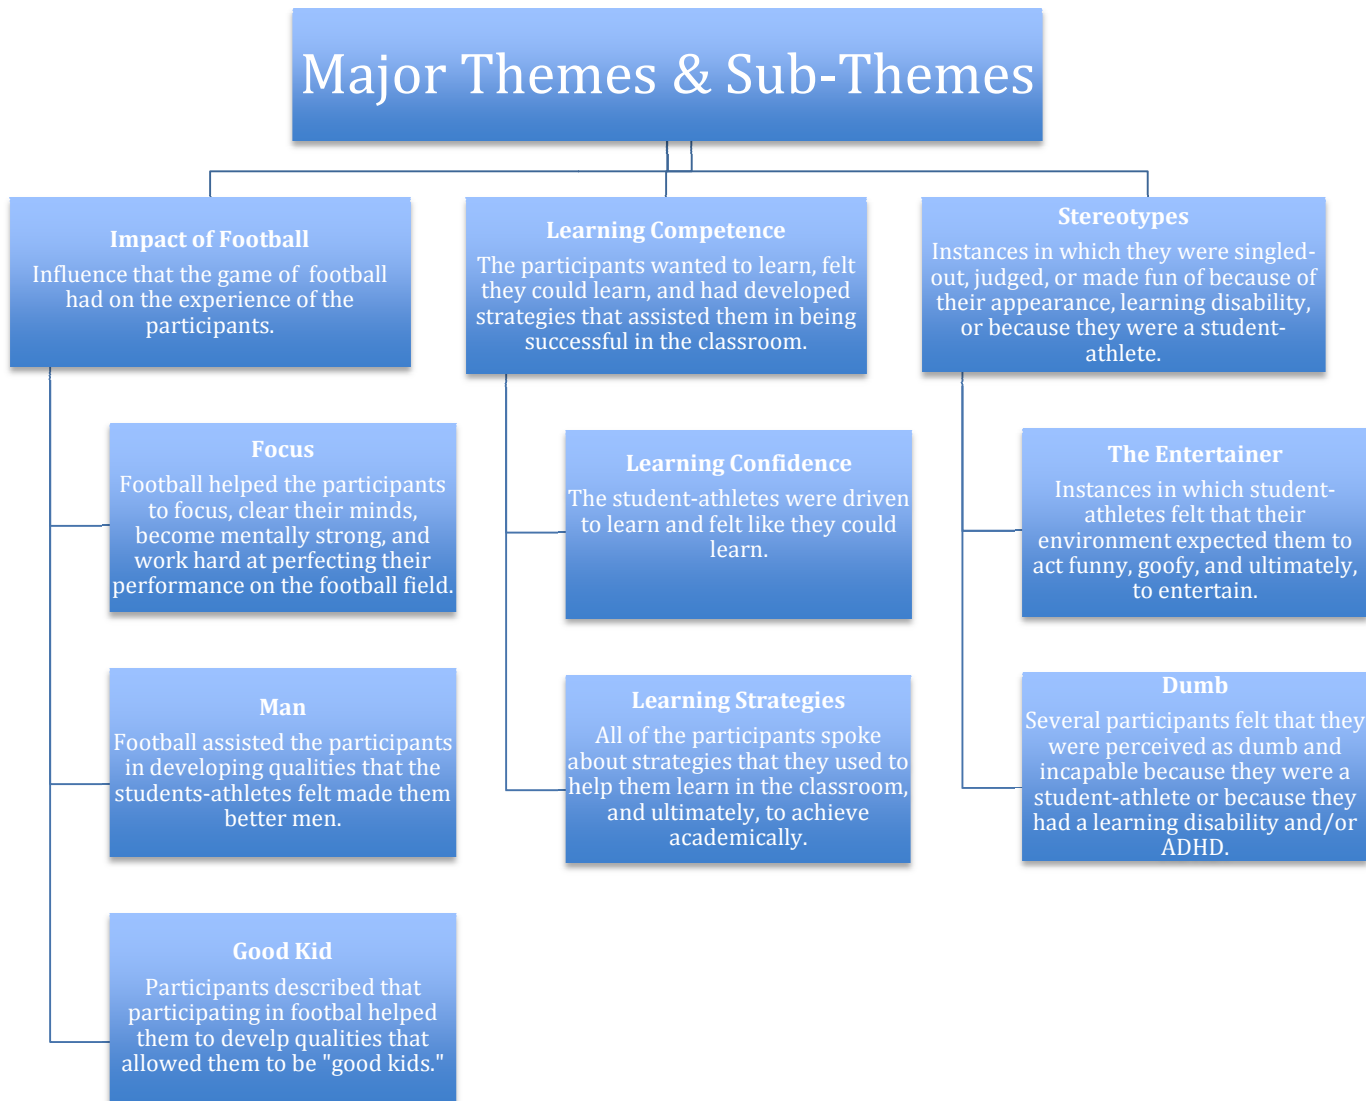 Major Themes & Sub-Themes
Impact of Football
Influence that the game of  football
had on the experience of the
participants.
Focus
Football helped the participants
to focus, clear their minds,
become mentally strong, and
work hard at perfecting their
performance on the football field.
Man
Football assisted the participants
in developing qualities that the
students-athletes felt made them
better men.
Good Kid
Participants described that
participating in footbal helped
them to develp qualities that
allowed them to be "good kids."
Learning Competence
The participants wanted to learn, felt
they could learn, and had developed
strategies that assisted them in being
successful in the classroom.
Learning Confidence
The student-athletes were driven
to learn and felt like they could
learn.
Learning Strategies
All of the participants spoke
about strategies that they used to
help them learn in the classroom,
and ultimately, to achieve
academically.
Stereotypes
Instances in which they were singled-
out, judged, or made fun of because of
their appearance, learning disability,
or because they were a student-
athlete.
The Entertainer
Instances in which student-
athletes felt that their
environment expected them to
act funny, goofy, and ultimately,
to entertain.
Dumb
Several participants felt that they
were perceived as dumb and
incapable because they were a
student-athlete or because they
had a learning disability and/or
ADHD.